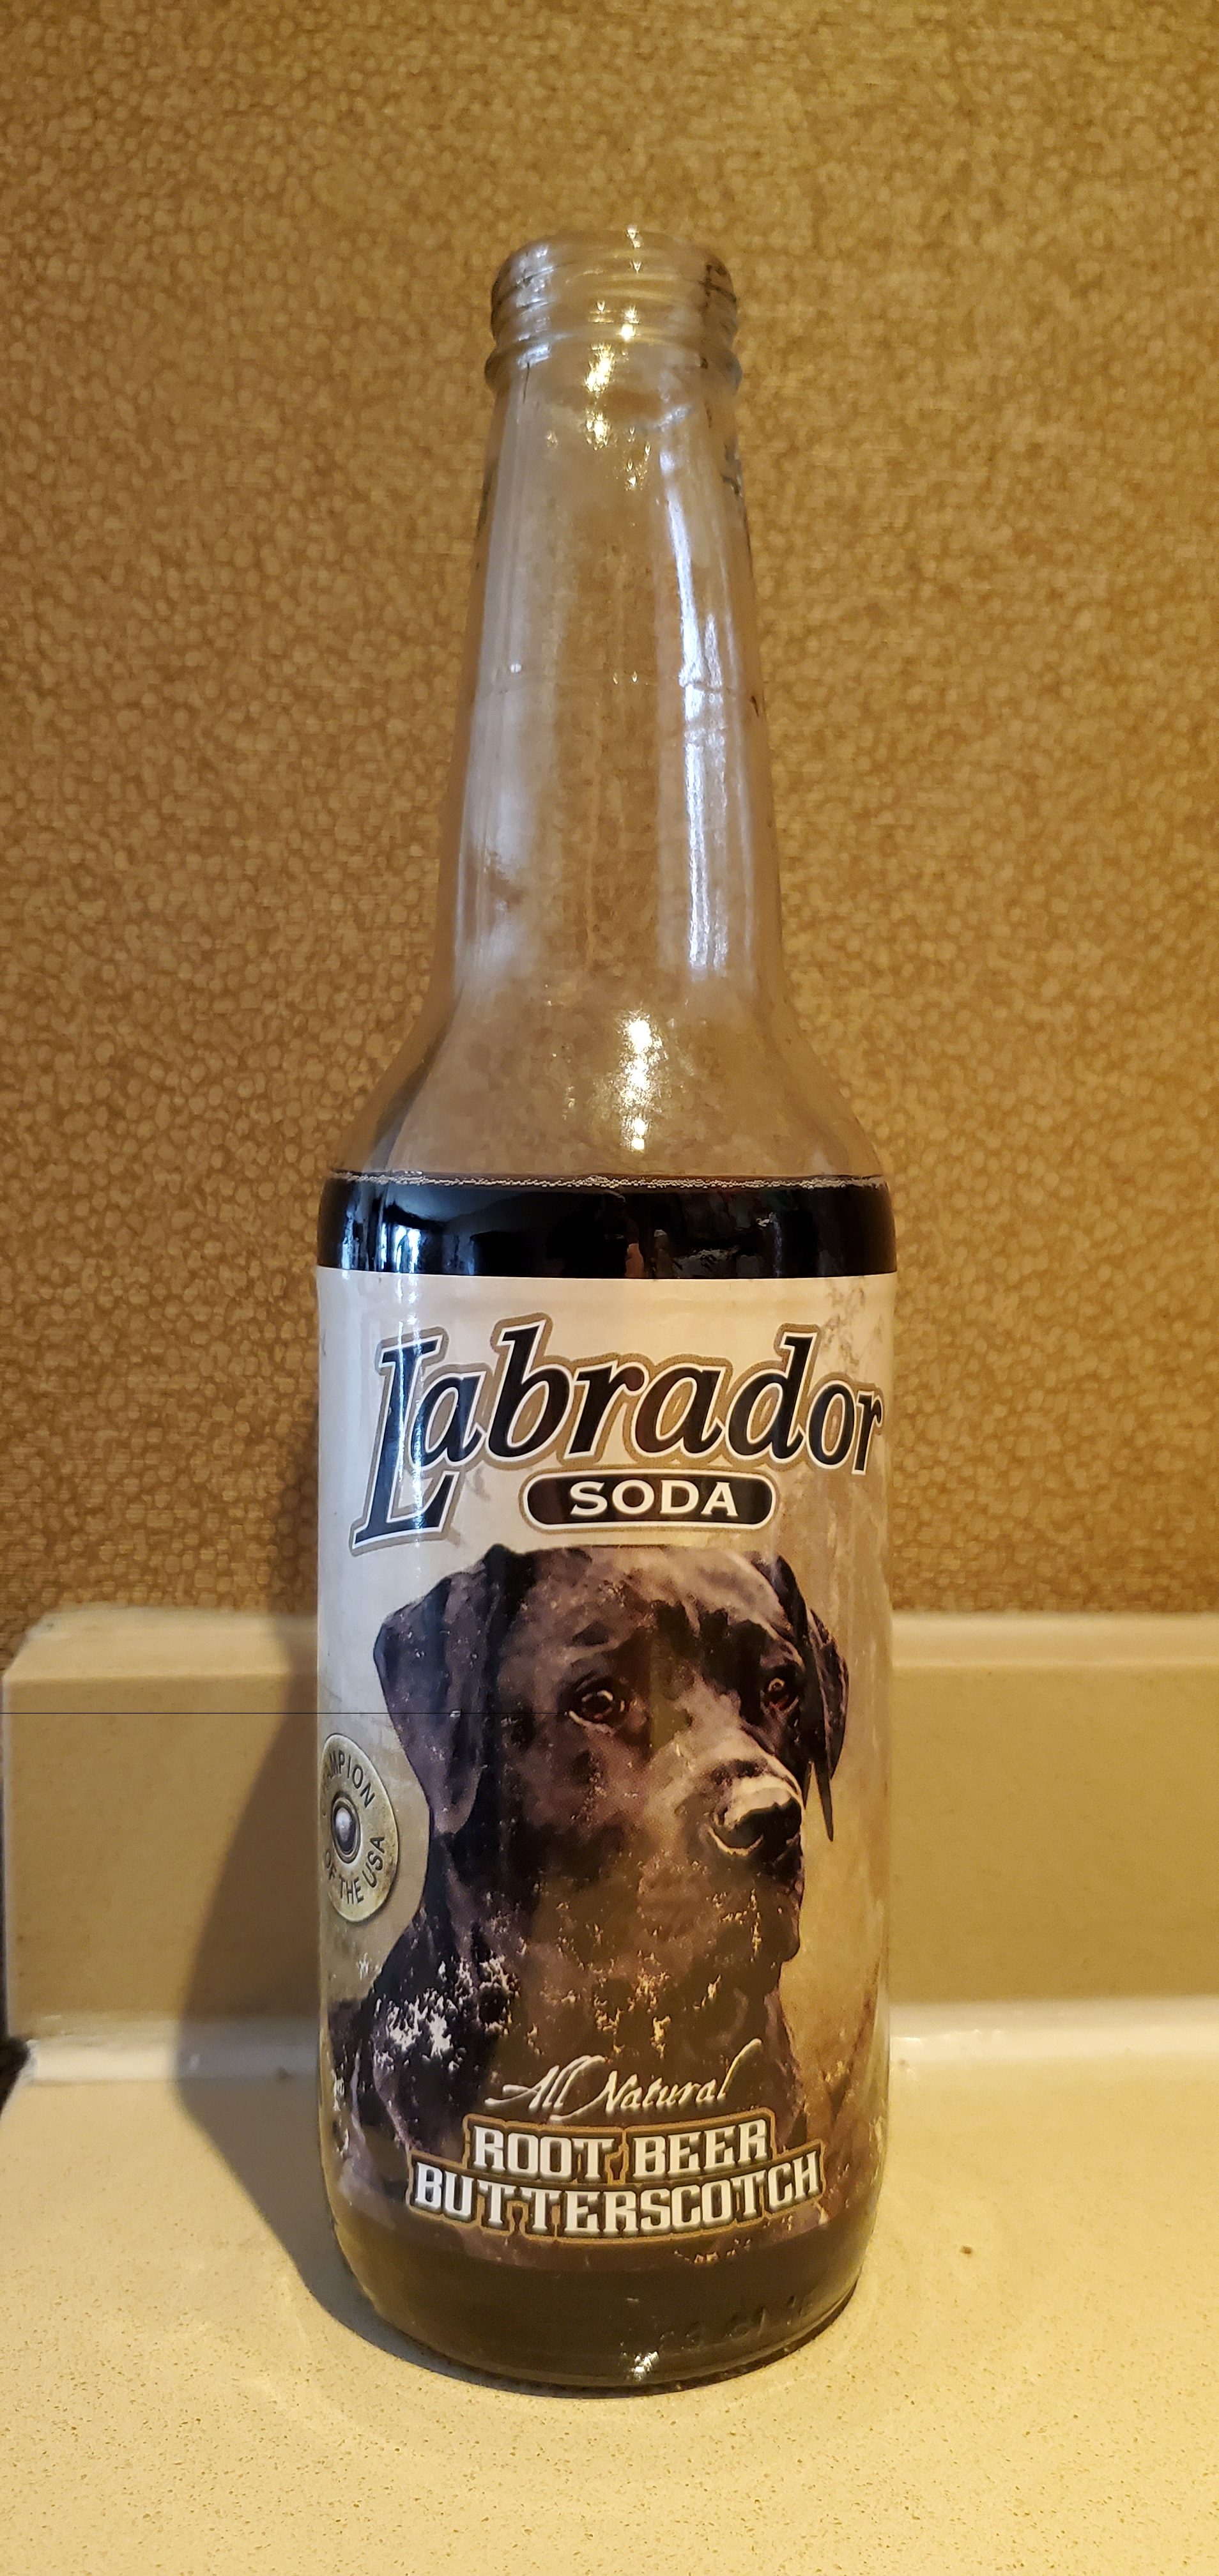 Labrador
SODA
CHAMPION
OF THE USA
All Natural
ROOT BEER
BUTTERSCOTCH